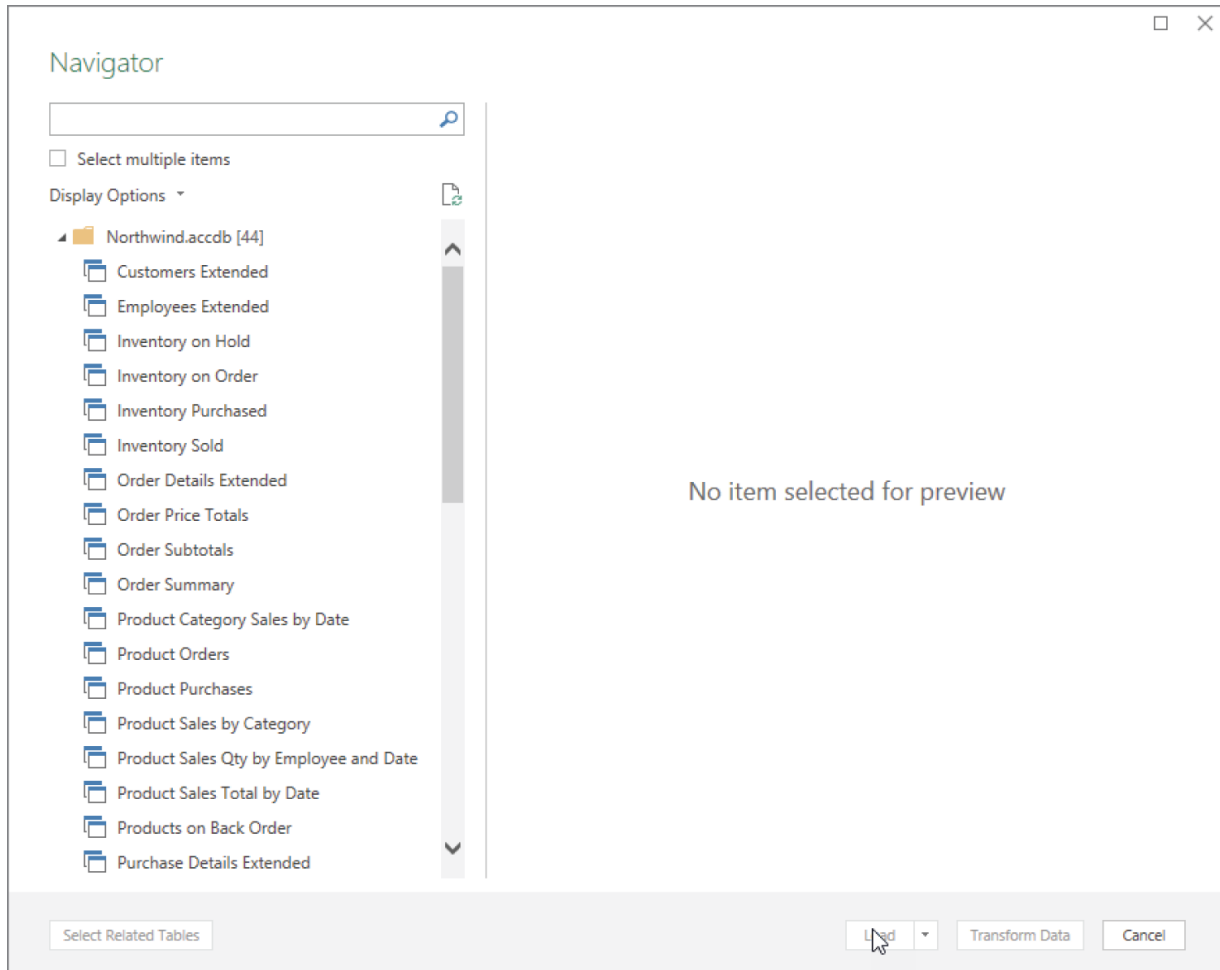 Navigator
Select multiple items
Display Options
Northwind.accdb [44]
Customers Extended
Employees Extended
Inventory on Hold
Inventory on Order
Inventory Purchased
Inventory Sold
Order Details Extended
Order Price Totals
Order Subtotals
Order Summary
Product Category Sales by Date
Product Orders
Product Purchases
Product Sales by Category
Product Sales Qty by Employee and Date
Product Sales Total by Date
Products on Back Order
Purchase Details Extended
No item selected for preview
Select Related Tables
Load
Transform Data
Cancel